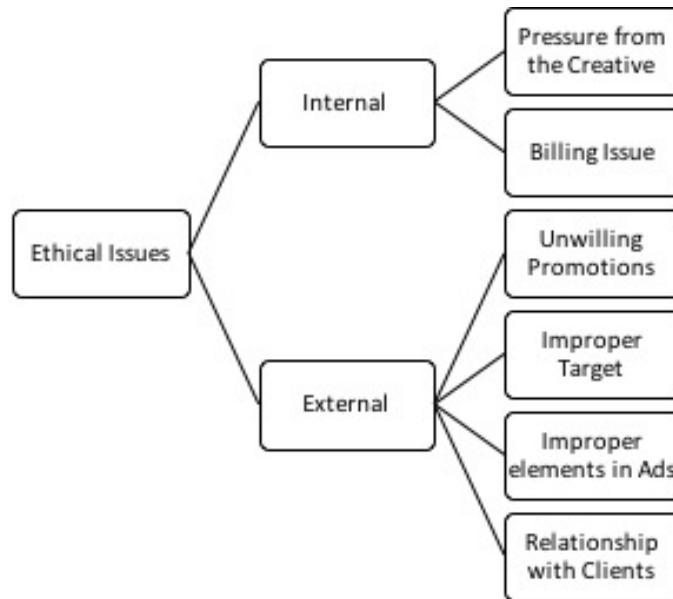 Ethical Issues
Internal
Pressure from
the Creative
Billing Issue
External
Unwilling
Promotions
Improper
Target
Improper
elements in Ads
Relationship
with Clients